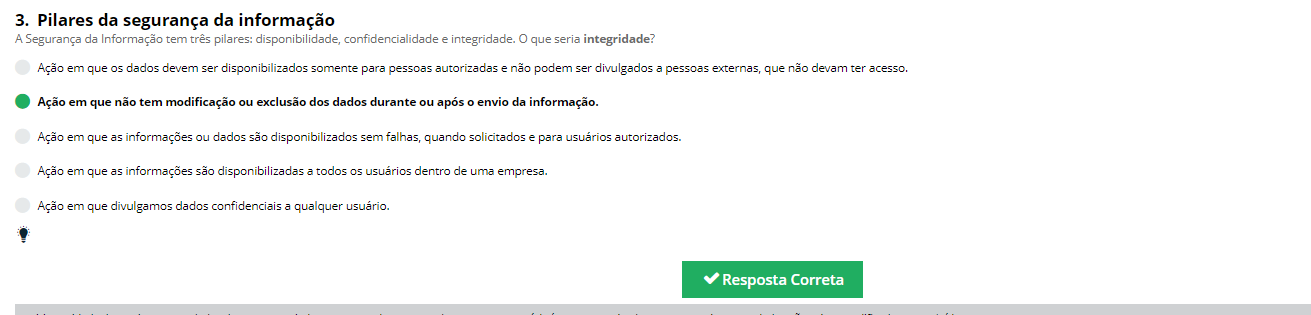 3. Pilares da segurança da informação
A Segurança da Informação tem três pilares: disponibilidade, confidencialidade e integridade. O que seria integridade?
Ação em que os dados devem ser disponibilizados somente para pessoas autorizadas e não podem ser divulgados a pessoas externas, que não devam ter acesso.
Ação em que não tem modificação ou exclusão dos dados durante ou após o envio da informação.
Ação em que as informações ou dados são disponibilizados sem falhas, quando solicitados e para usuários autorizados.
Ação em que as informações são disponibilizadas a todos os usuários dentro de uma empresa.
Ação em que divulgamos dados confidenciais a qualquer usuário.
Resposta Correta